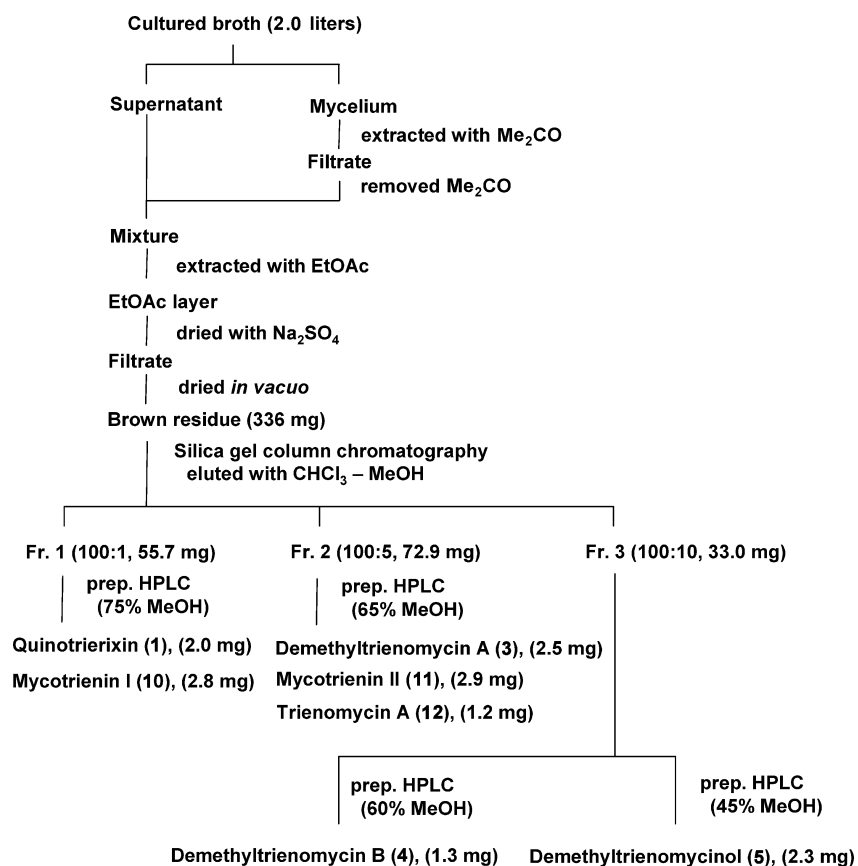 Cultured broth (2.0 liters)
Supernatant
Mycelium
extracted with Me₂CO
Filtrate
removed Me₂CO
Mixture
extracted with EtOAc
EtOAc layer
dried with Na₂SO₄
Filtrate
dried in vacuo
Brown residue (336 mg)
Silica gel column chromatography
eluted with CHCl₃ – MeOH
Fr. 1 (100:1, 55.7 mg)
prep. HPLC
(75% MeOH)
Quinotrierixin (1), (2.0 mg)
Mycotrienin I (10), (2.8 mg)
Fr. 2 (100:5, 72.9 mg)
prep. HPLC
(65% MeOH)
Demethyltrienomycin A (3), (2.5 mg)
Mycotrienin II (11), (2.9 mg)
Trienomycin A (12), (1.2 mg)
Fr. 3 (100:10, 33.0 mg)
prep. HPLC
(60% MeOH)
Demethyltrienomycin B (4), (1.3 mg)
prep. HPLC
(45% MeOH)
Demethyltrienomycinol (5), (2.3 mg)